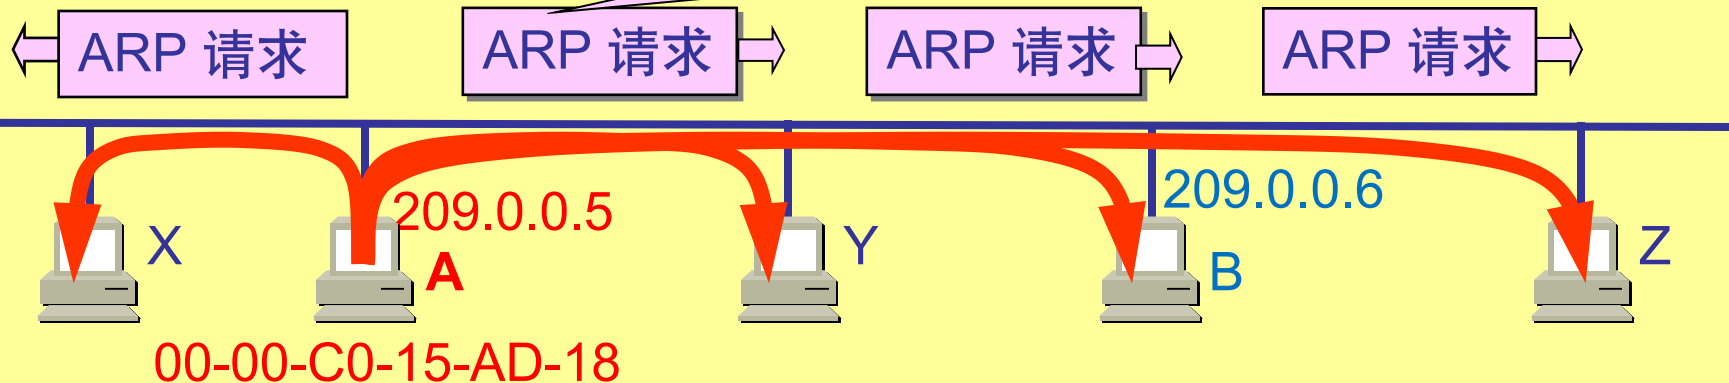 ARP 请求
ARP 请求
ARP 请求
ARP 请求
209.0.0.5
209.0.0.6
X
A
Y
B
Z
00-00-C0-15-AD-18